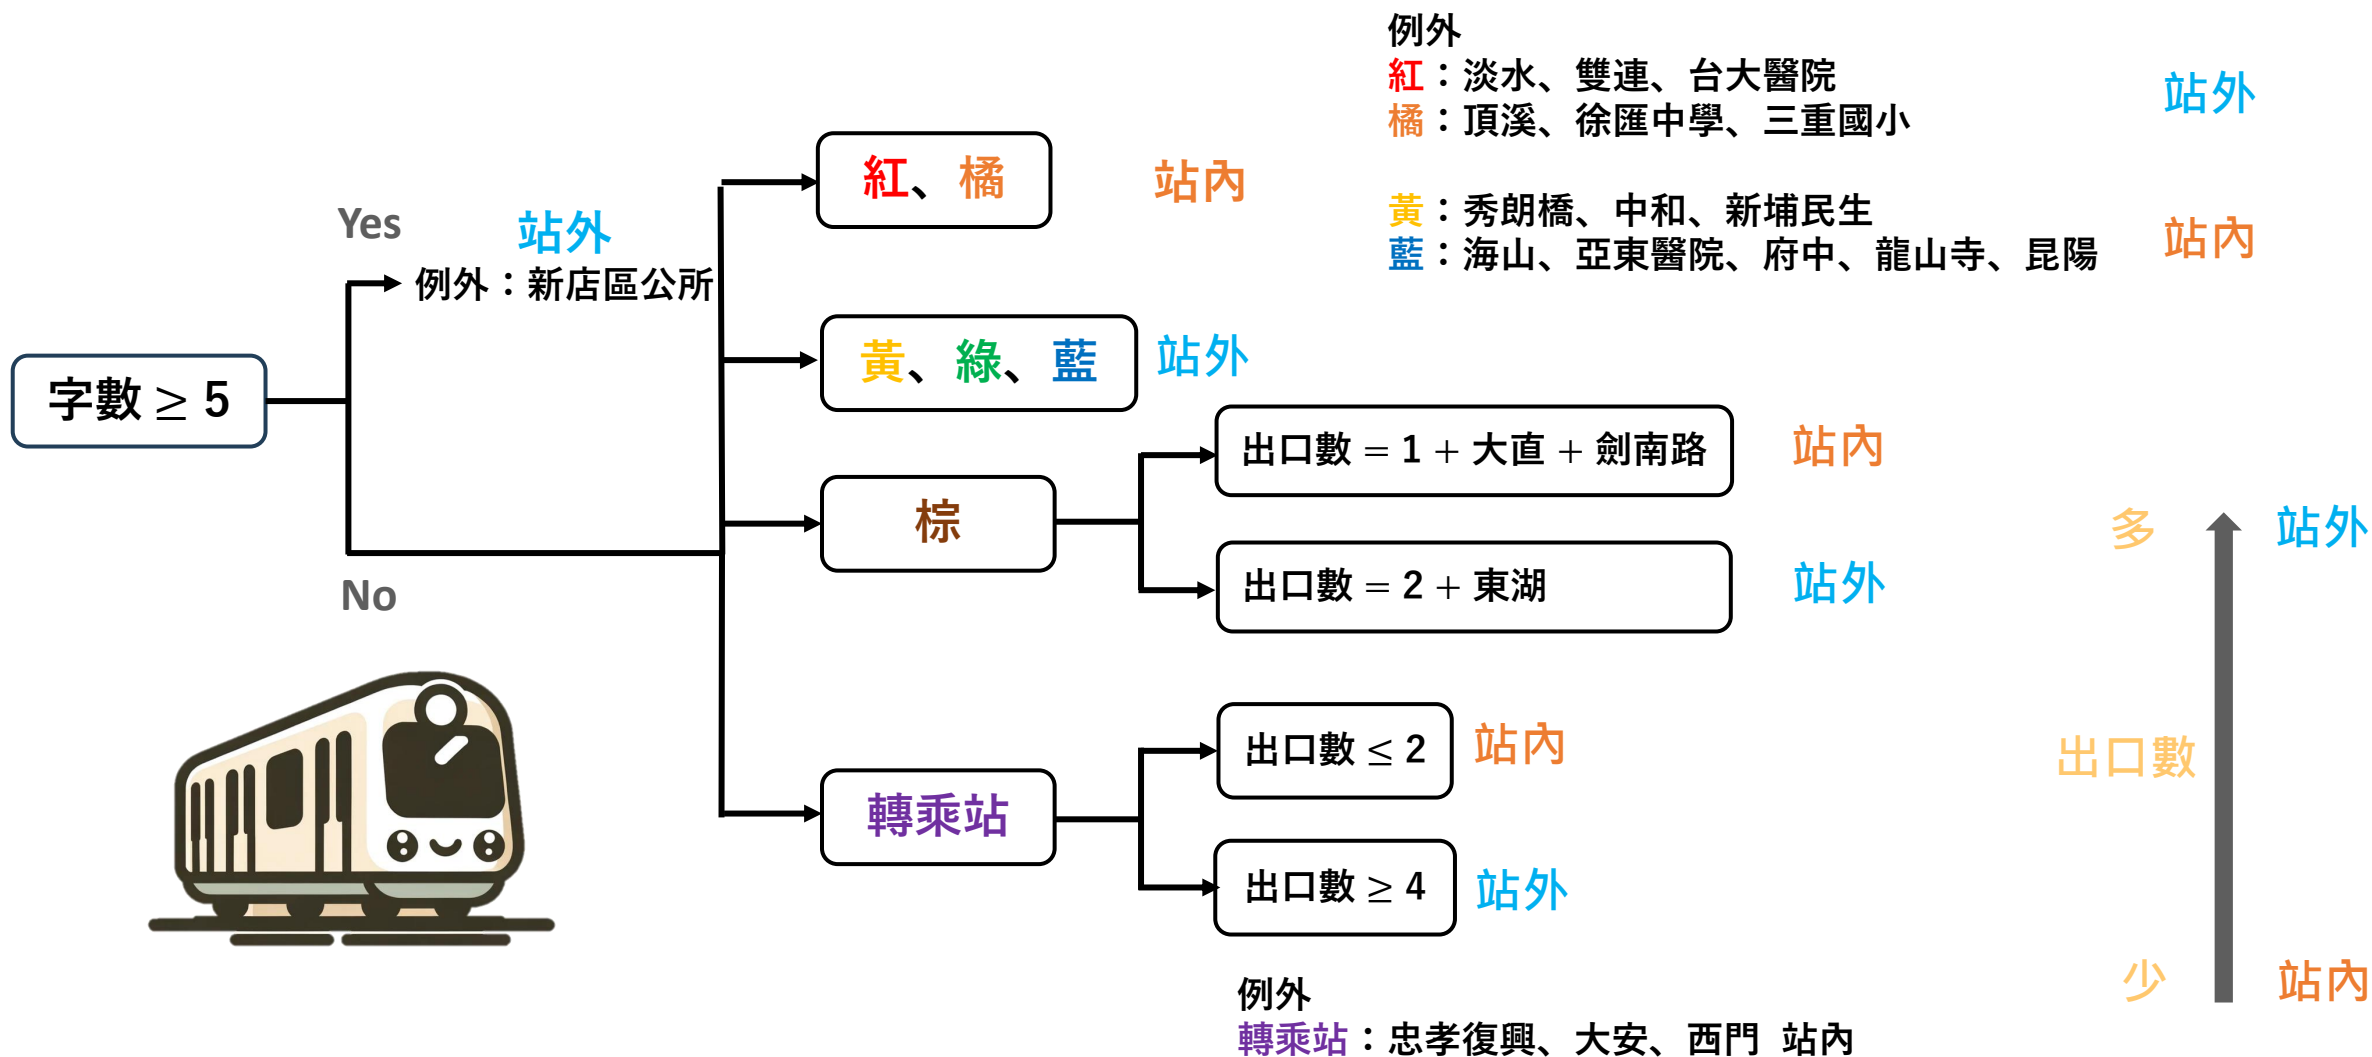 字數 ≥ 5
Yes
站外
例外：新店區公所
No
紅、橘
站內
黃、綠、藍
站外
棕
出口數 = 1 + 大直 + 劍南路
站內
出口數 = 2 + 東湖
站外
轉乘站
出口數 ≤ 2
站內
出口數 ≥ 4
站外
例外
轉乘站：忠孝復興、大安、西門 站內
例外
紅：淡水、雙連、台大醫院
橘：頂溪、徐匯中學、三重國小
站外
黃：秀朗橋、中和、新埔民生
藍：海山、亞東醫院、府中、龍山寺、昆陽
站內
多
站外
出口數
少
站內